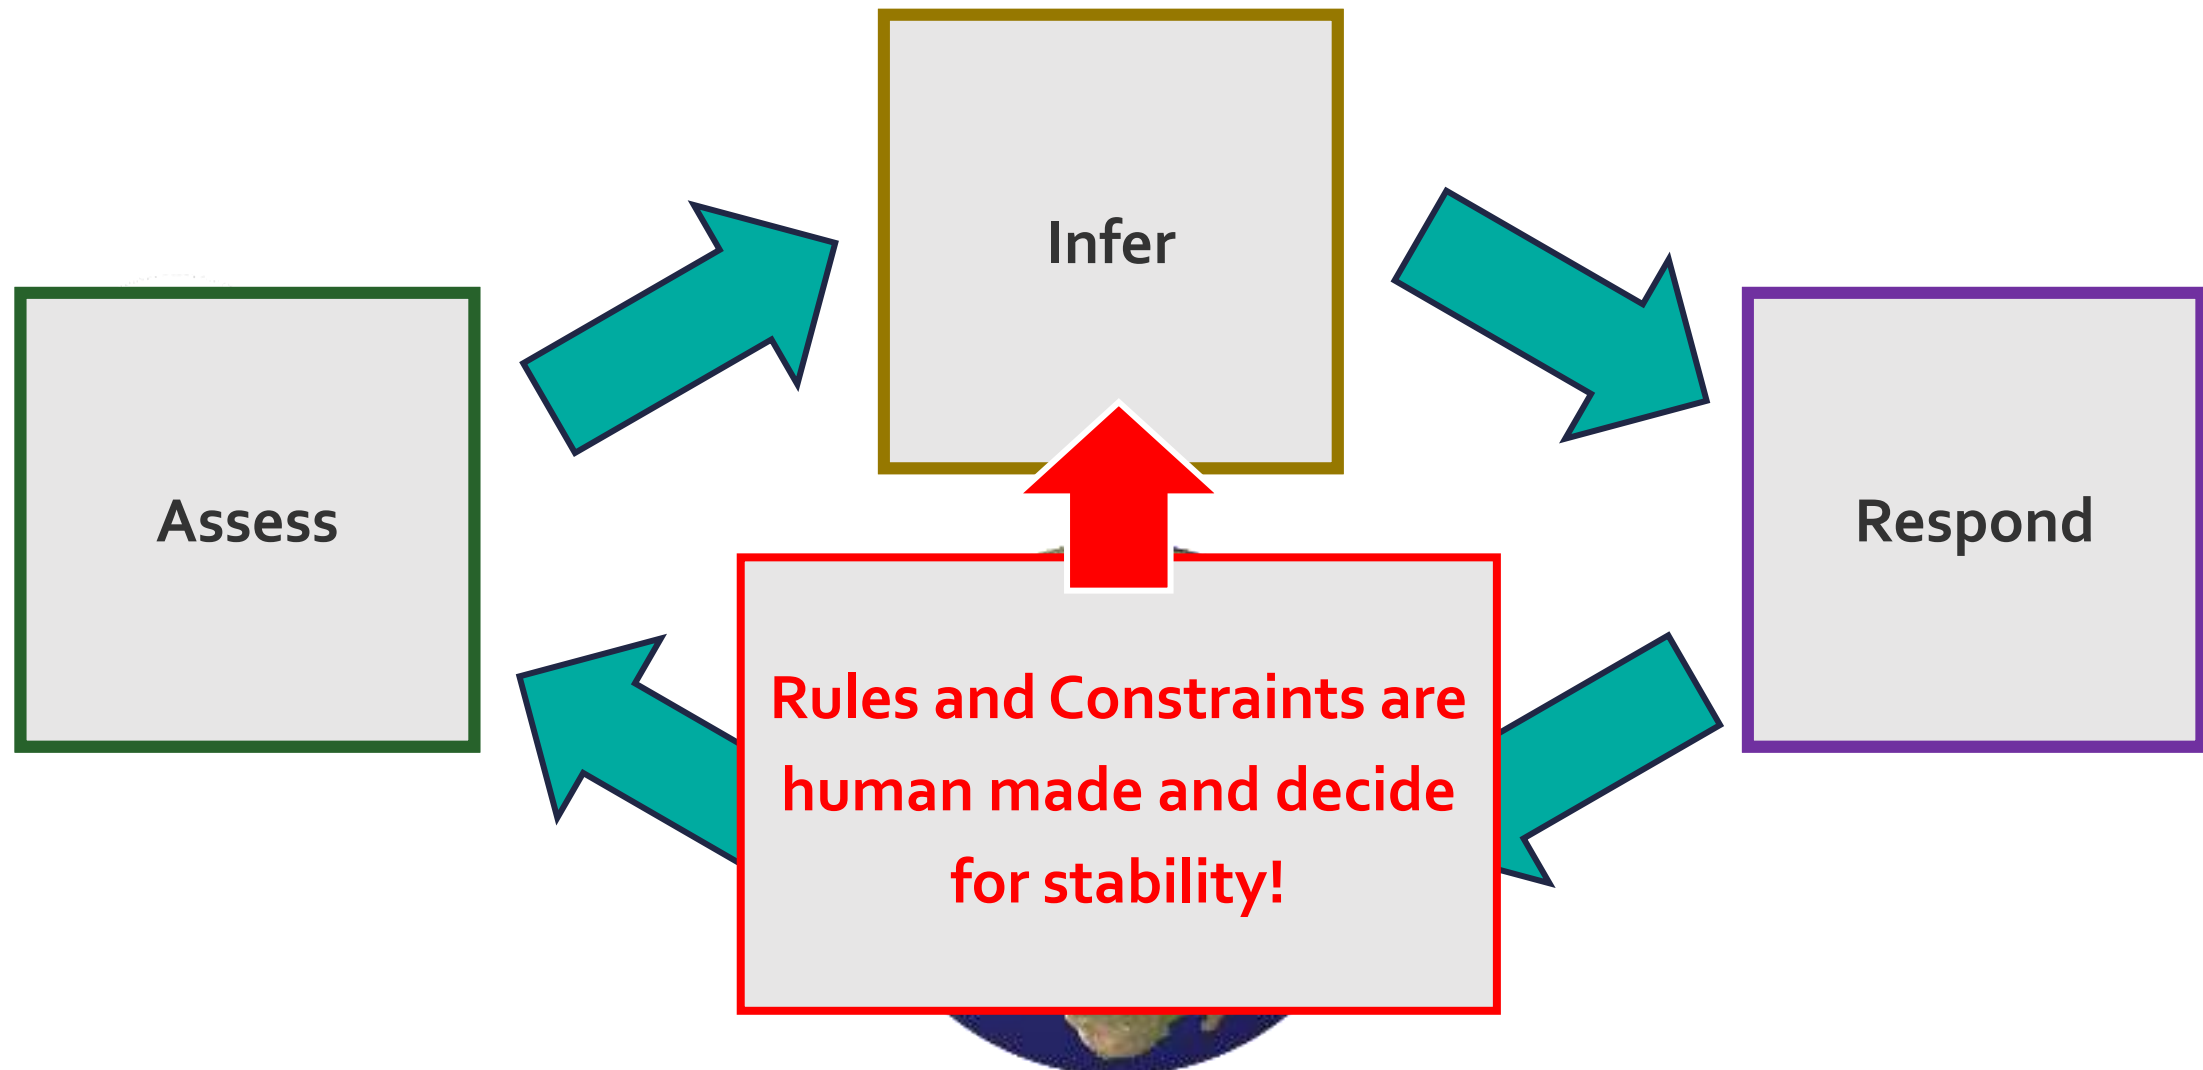 Infer
Assess
Respond
Rules and Constraints are
human made and decide
for stability!